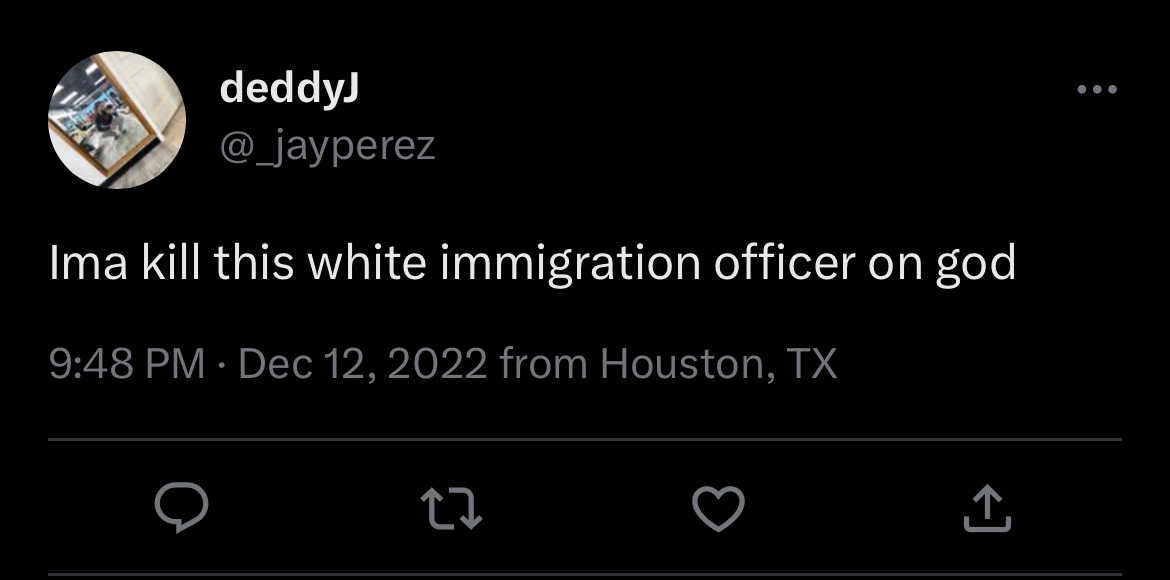 deddyJ
@_jayperez
Ima kill this white immigration officer on god
9:48 PM · Dec 12, 2022 from Houston, TX